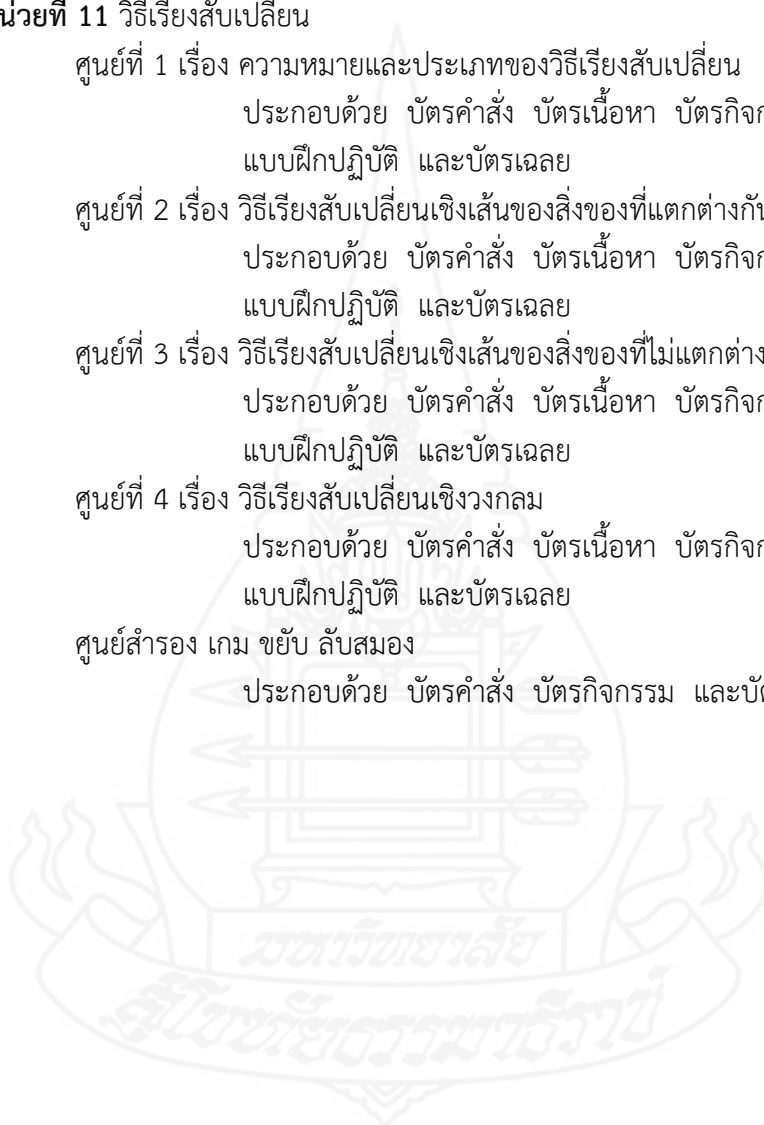 น่วยที่ 11 วิธีเรียงสับเปลี่ยน
ศูนย์ที่ 1 เรื่อง ความหมายและประเภทของวิธีเรียงสับเปลี่ยน
ประกอบด้วย บัตรคำสั่ง บัตรเนื้อหา บัตรกิจก
แบบฝึกปฏิบัติ และบัตรเฉลย
ศูนย์ที่ 2 เรื่อง วิธีเรียงสับเปลี่ยนเชิงเส้นของสิ่งของที่แตกต่างกัน
ประกอบด้วย บัตรคำสั่ง บัตรเนื้อหา บัตรกิจก
แบบฝึกปฏิบัติ และบัตรเฉลย
ศูนย์ที่ 3 เรื่อง วิธีเรียงสับเปลี่ยนเชิงเส้นของสิ่งของที่ไม่แตกต่าง
ประกอบด้วย บัตรคำสั่ง บัตรเนื้อหา บัตรกิจก
แบบฝึกปฏิบัติ และบัตรเฉลย
ศูนย์ที่ 4 เรื่อง วิธีเรียงสับเปลี่ยนเชิงวงกลม
ประกอบด้วย บัตรคำสั่ง บัตรเนื้อหา บัตรกิจก
แบบฝึกปฏิบัติ และบัตรเฉลย
ศูนย์สำรอง เกม ขยับ ลับสมอง
ประกอบด้วย บัตรคำสั่ง บัตรกิจกรรม และบั
มหาวิทยาลัย
สุโขทัยธรรมาธิราช